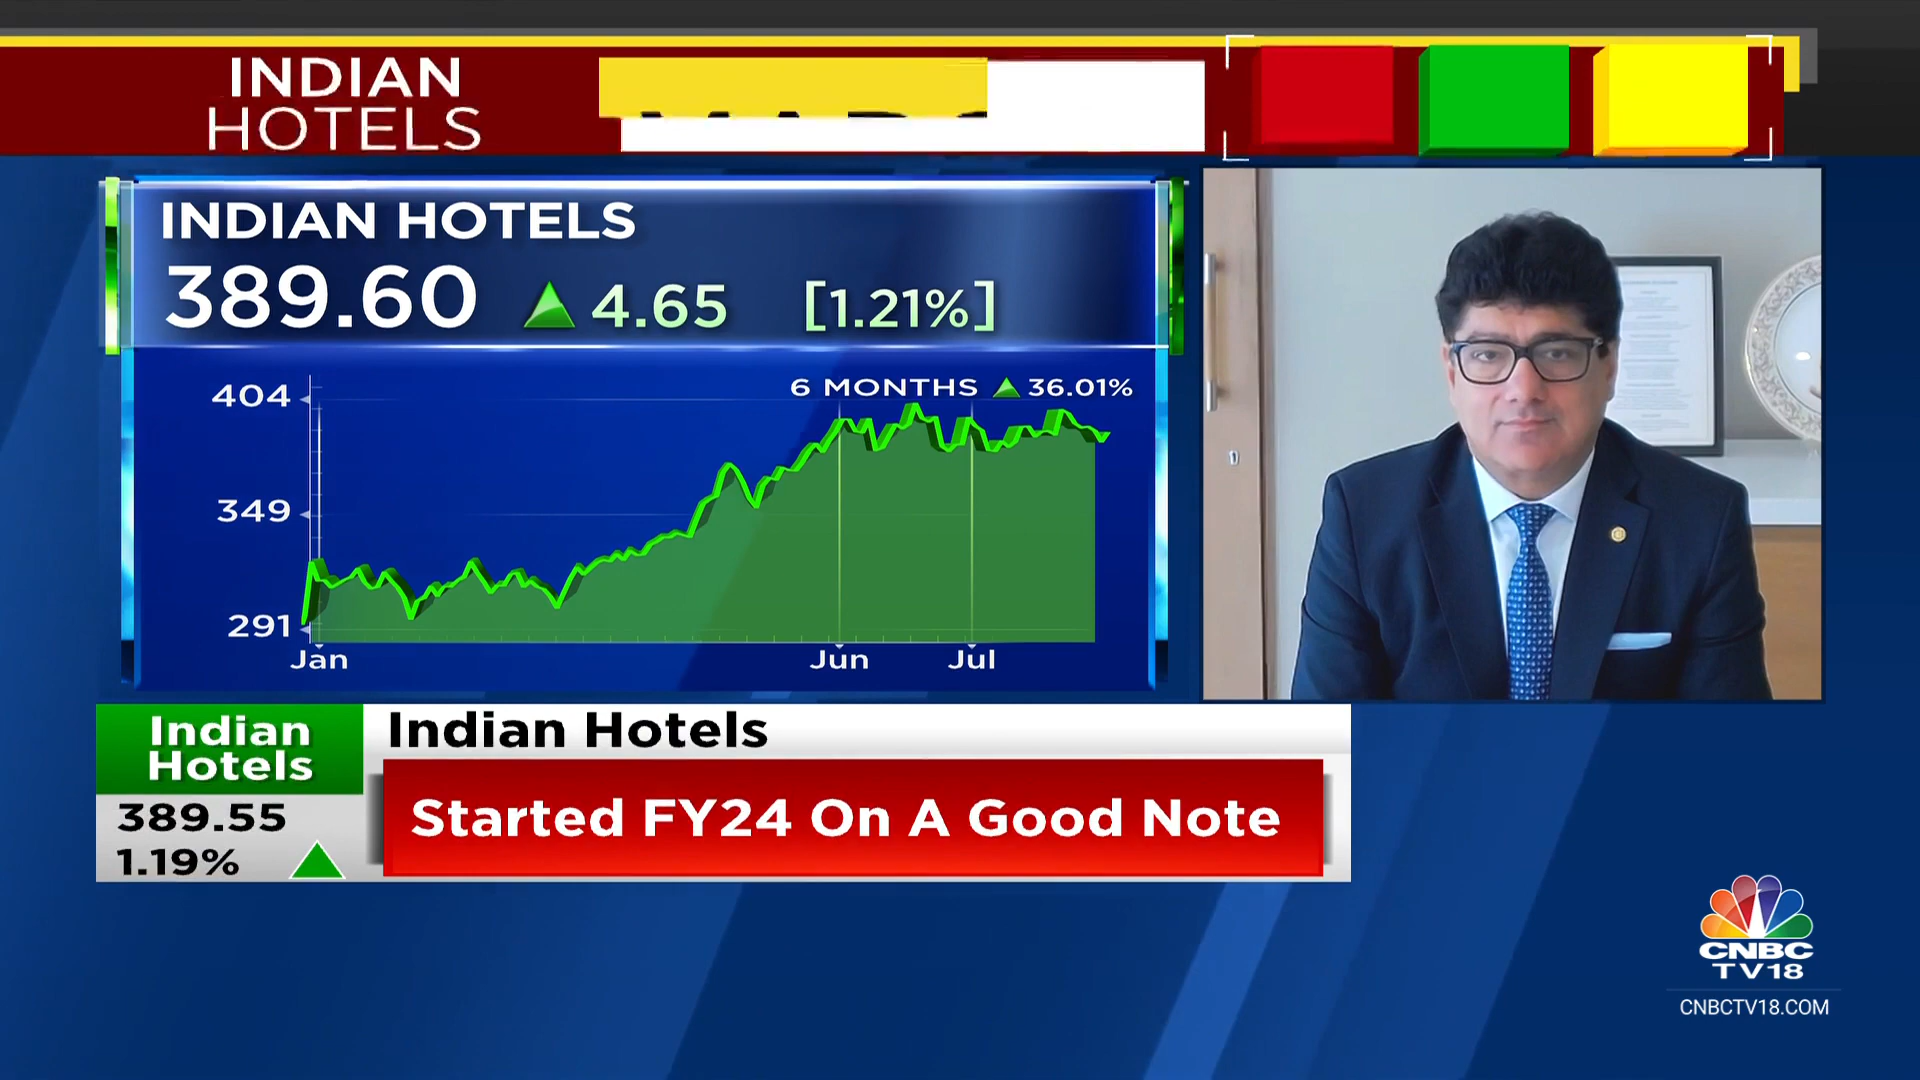 INDIAN
HOTELS
INDIAN HOTELS
389.60 4.65 [1.21%]
6 MONTHS 36.01%
404
349
291
Jan Jun Jul
Indian
Hotels
389.55
1.19%
Indian Hotels
Started FY24 On A Good Note
CNBC
TV18
CNBCTV18.COM